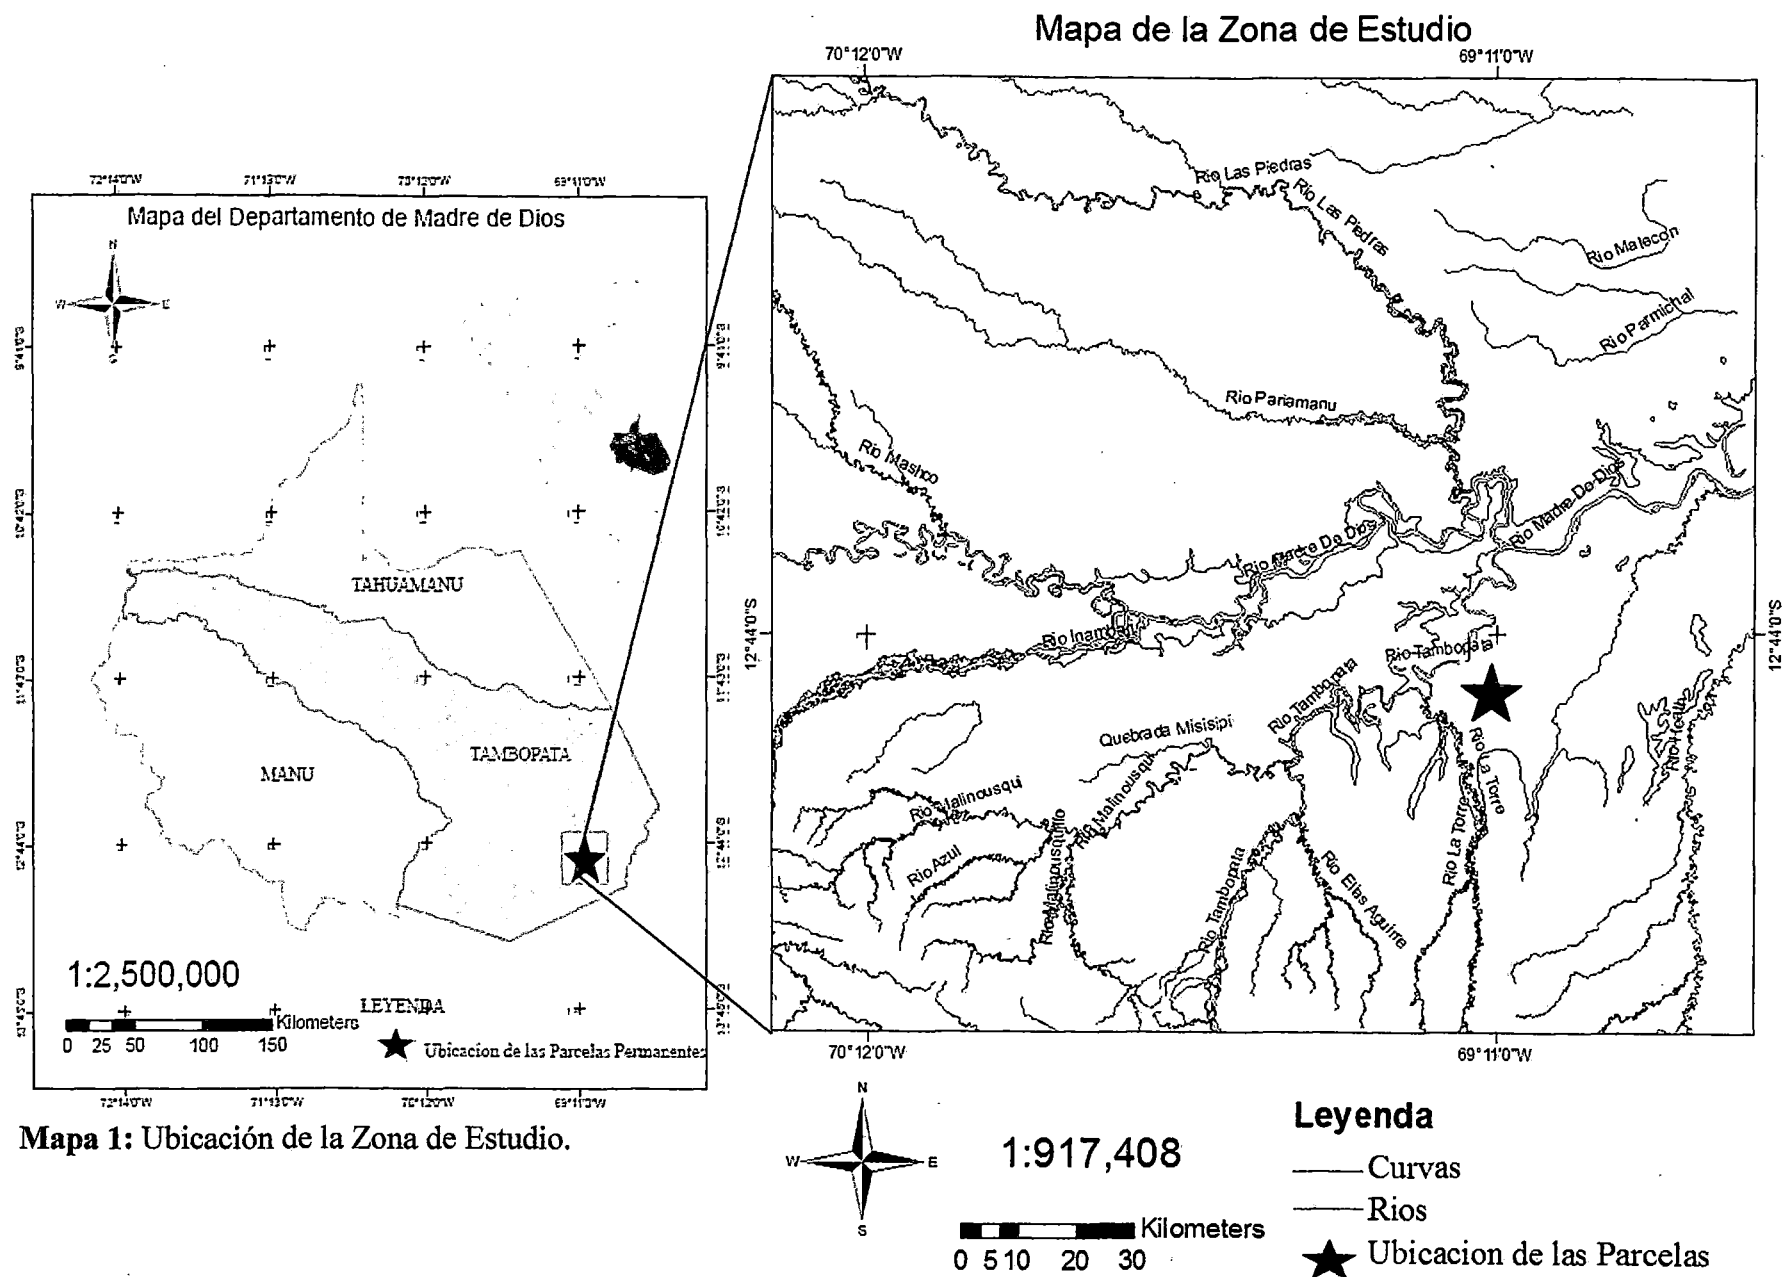 Mapa de la Zona de Estudio
70°12'0"W
69°11'0"W
Mapa del Departamento de Madre de Dios
N
W
E
TAHUAMANU
TAMBOPATA
MANU
1:2,500,000
LEYENDA
Kilometers
0 25 50 100 150
Ubicacion de las Parcelas Permanentes
Mapa 1: Ubicación de la Zona de Estudio.
Rio Las Piedras
Rio Las Piedras
Rio Malecon
Rio Parmichal
Rio Pariamanu
Rio Mashco
Rio Madre De Dios
Rio Madre De Dios
12°44'0"S
12°44'0"S
Rio Inambari
Rio Tambopata
Rio Tambopata
Quebrada Misisipi
Rio Heath
Rio La Torre
Rio Malinousqui
Rio Malinousqui
Rio Azul
Rio Malinousquillo
Rio La Torre
Rio Tambopata
Rio Elias Aguirre
70°12'0"W
69°11'0"W
N
W
E
S
1:917,408
Kilometers
0 5 10 20 30
Leyenda
Curvas
Rios
Ubicacion de las Parcelas